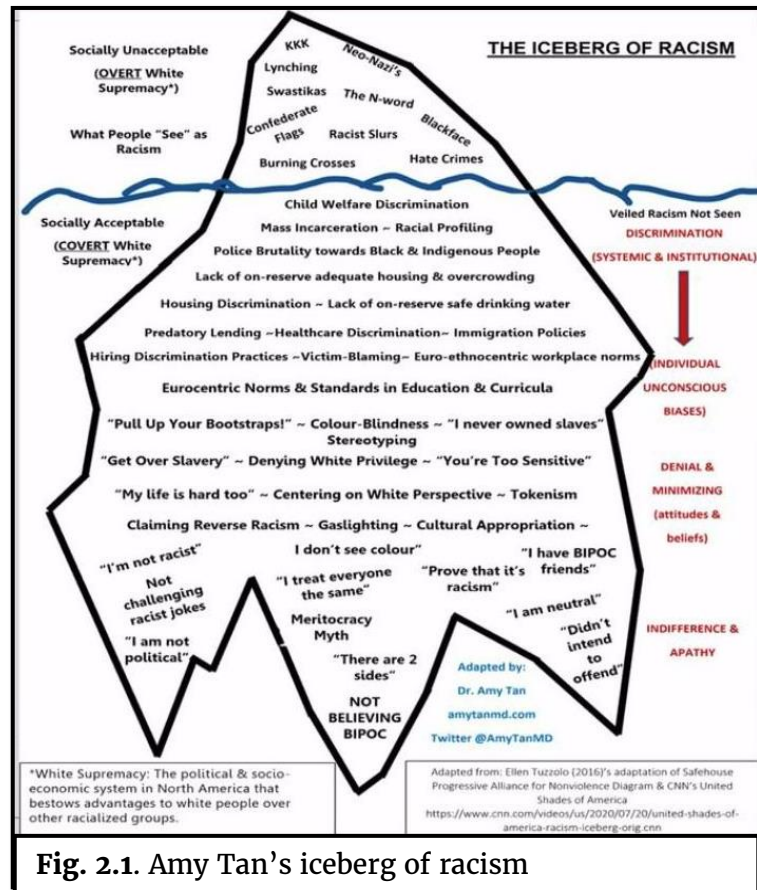 THE ICEBERG OF RACISM
Socially Unacceptable
(OVERT White
Supremacy*)
What People "See" as
Racism
KKK
Neo-Nazi's
Lynching
Swastikas
The N-word
Confederate
Flags
Racist Slurs
Blackface
Burning Crosses
Hate Crimes
Socially Acceptable
(COVERT White
Supremacy*)
Child Welfare Discrimination
Mass Incarceration ~ Racial Profiling
Police Brutality towards Black & Indigenous People
Lack of on-reserve adequate housing & overcrowding
Housing Discrimination ~ Lack of on-reserve safe drinking water
Predatory Lending ~Healthcare Discrimination~ Immigration Policies
Hiring Discrimination Practices ~Victim-Blaming~ Euro-ethnocentric workplace norms
Eurocentric Norms & Standards in Education & Curricula
"Pull Up Your Bootstraps!" ~ Colour-Blindness ~ "I never owned slaves"
Stereotyping
"Get Over Slavery" ~ Denying White Privilege ~ "You're Too Sensitive"
"My life is hard too" ~ Centering on White Perspective ~ Tokenism
Claiming Reverse Racism ~ Gaslighting ~ Cultural Appropriation ~
"I'm not racist"
Not
challenging
racist jokes
"I am not
political"
I don't see colour"
"I treat everyone
the same"
Meritocracy
Myth
"There are 2
sides"
NOT
BELIEVING
BIPOC
"Prove that it's
racism"
"I have BIPOC
friends"
"I am neutral"
"Didn't
intend
to
offend"
Veiled Racism Not Seen
DISCRIMINATION
(SYSTEMIC & INSTITUTIONAL)
(INDIVIDUAL
UNCONSCIOUS
BIASES)
DENIAL &
MINIMIZING
(attitudes &
beliefs)
INDIFFERENCE &
APATHY
Adapted by:
Dr. Amy Tan
amytanmd.com
Twitter @AmyTanMD
*White Supremacy: The political & socio-
economic system in North America that
bestows advantages to white people over
other racialized groups.
Adapted from: Ellen Tuzzolo (2016)'s adaptation of Safehouse
Progressive Alliance for Nonviolence Diagram & CNN's United
Shades of America
https://www.cnn.com/videos/us/2020/07/20/united-shades-of-
america-racism-iceberg-orig.cnn
Fig. 2.1. Amy Tan's iceberg of racism